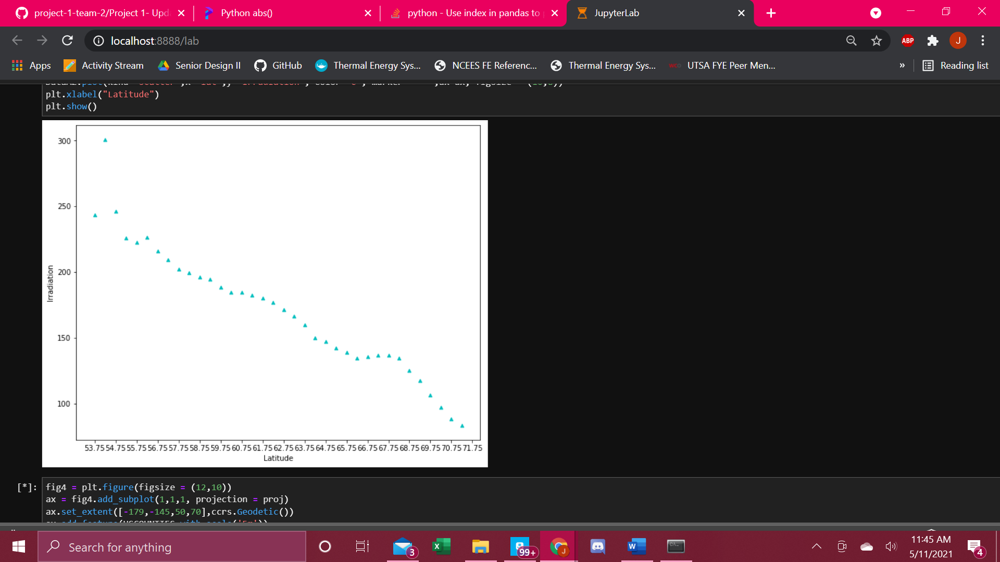 project-1-team-2/Project 1- Upd
Python abs()
python - Use index in pandas to
JupyterLab
localhost:8888/lab
ABP
J
Apps
Activity Stream
Senior Design II
GitHub
Thermal Energy Sys...
NCEES FE Referenc...
Thermal Energy Sys...
UTSA FYE Peer Men...
»
Reading list
plt.xlabel("Latitude")
plt.show()
300
250
200
150
100
Irradiation
53.75 54.75 55.75 56.75 57.75 58.75 59.75 60.75 61.75 62.75 63.75 64.75 65.75 66.75 67.75 68.75 69.75 70.75 71.75
Latitude
[*]:
fig4 = plt.figure(figsize = (12,10))
ax = fig4.add_subplot(1,1,1, projection = proj)
ax.set_extent([-179,-145,50,70],ccrs.Geodetic())
Search for anything
3
99+
J
11:45 AM
5/11/2021
4